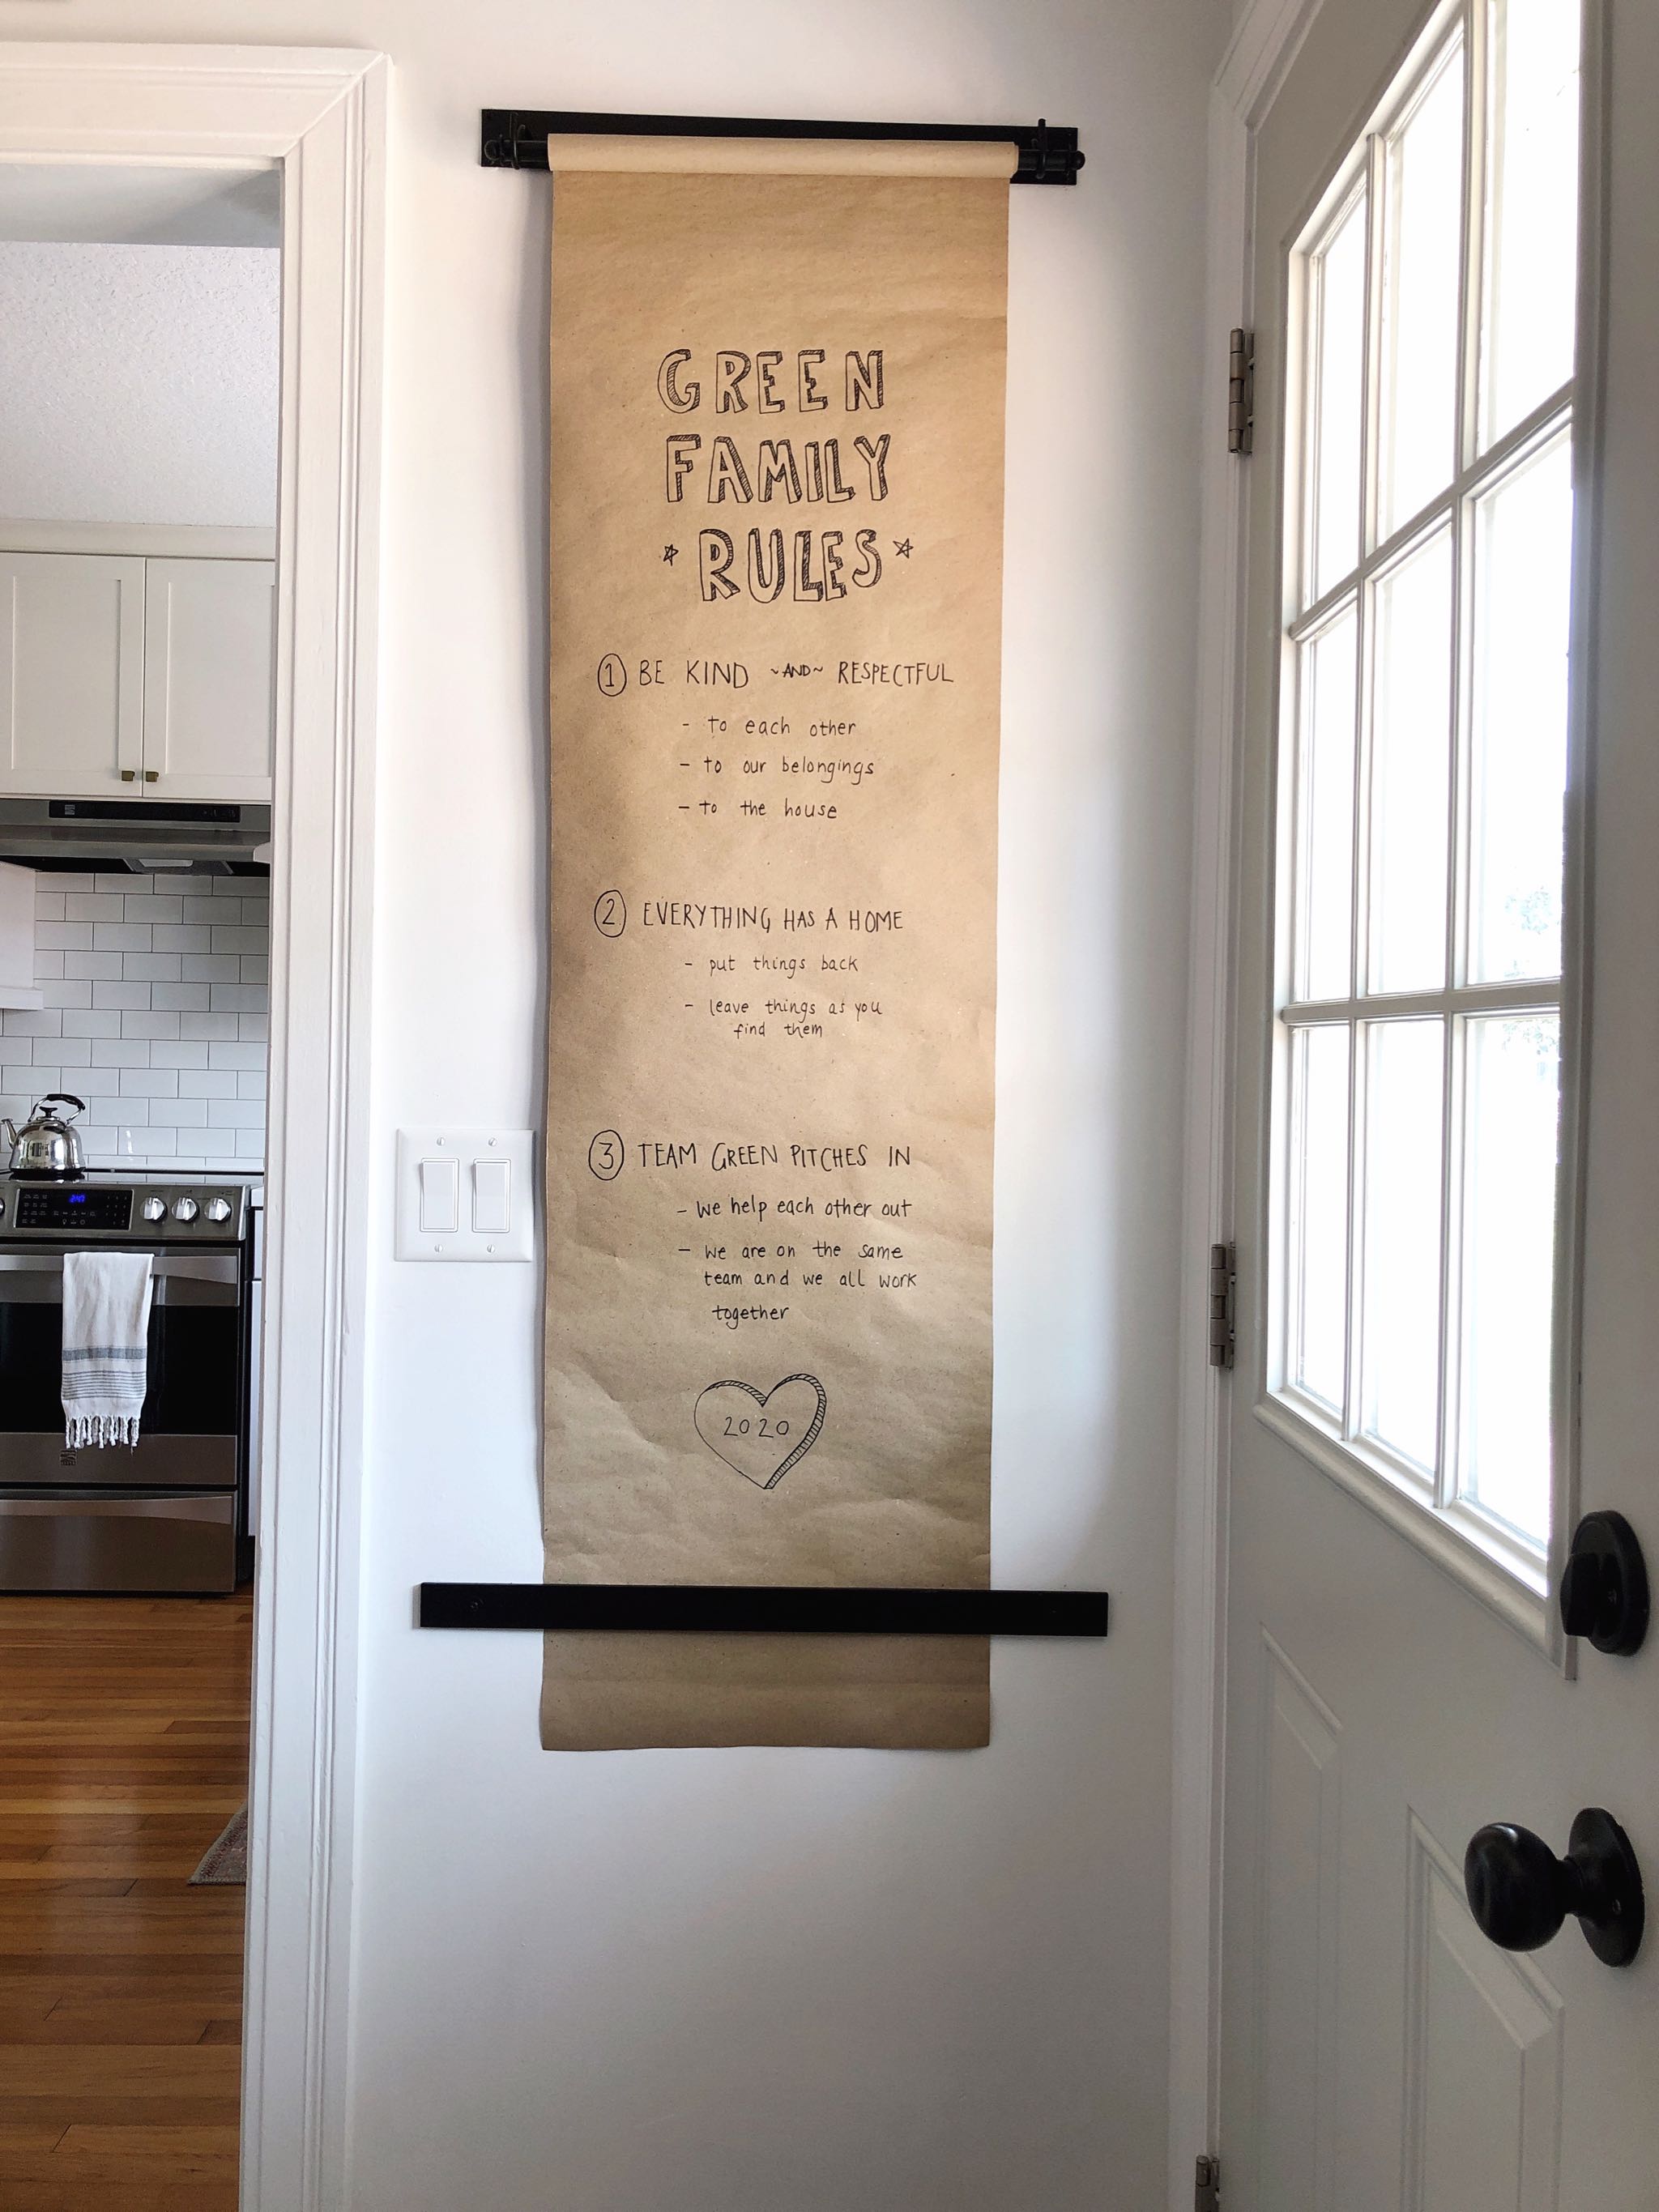 GREEN
FAMILY
RULES
1 BE KIND ~AND~ RESPECTFUL
- to each other
- to our belongings
- to the house
2 EVERYTHING HAS A HOME
- put things back
- leave things as you
find them
3 TEAM GREEN PITCHES IN
- we help each other out
- we are on the same
team and we all work
together
2020